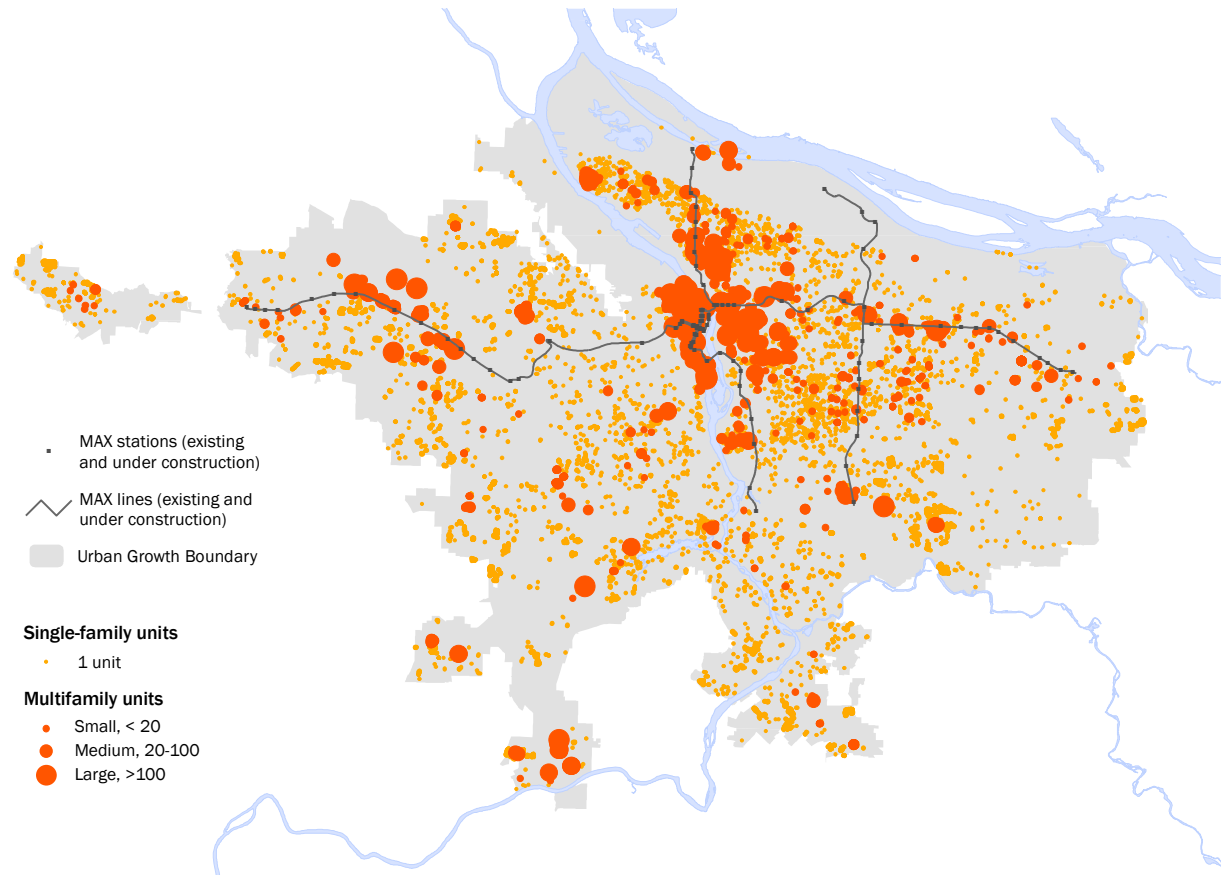 MAX stations (existing
and under construction)
MAX lines (existing and
under construction)
Urban Growth Boundary
Single-family units
1 unit
Multifamily units
Small, < 20
Medium, 20-100
Large, >100